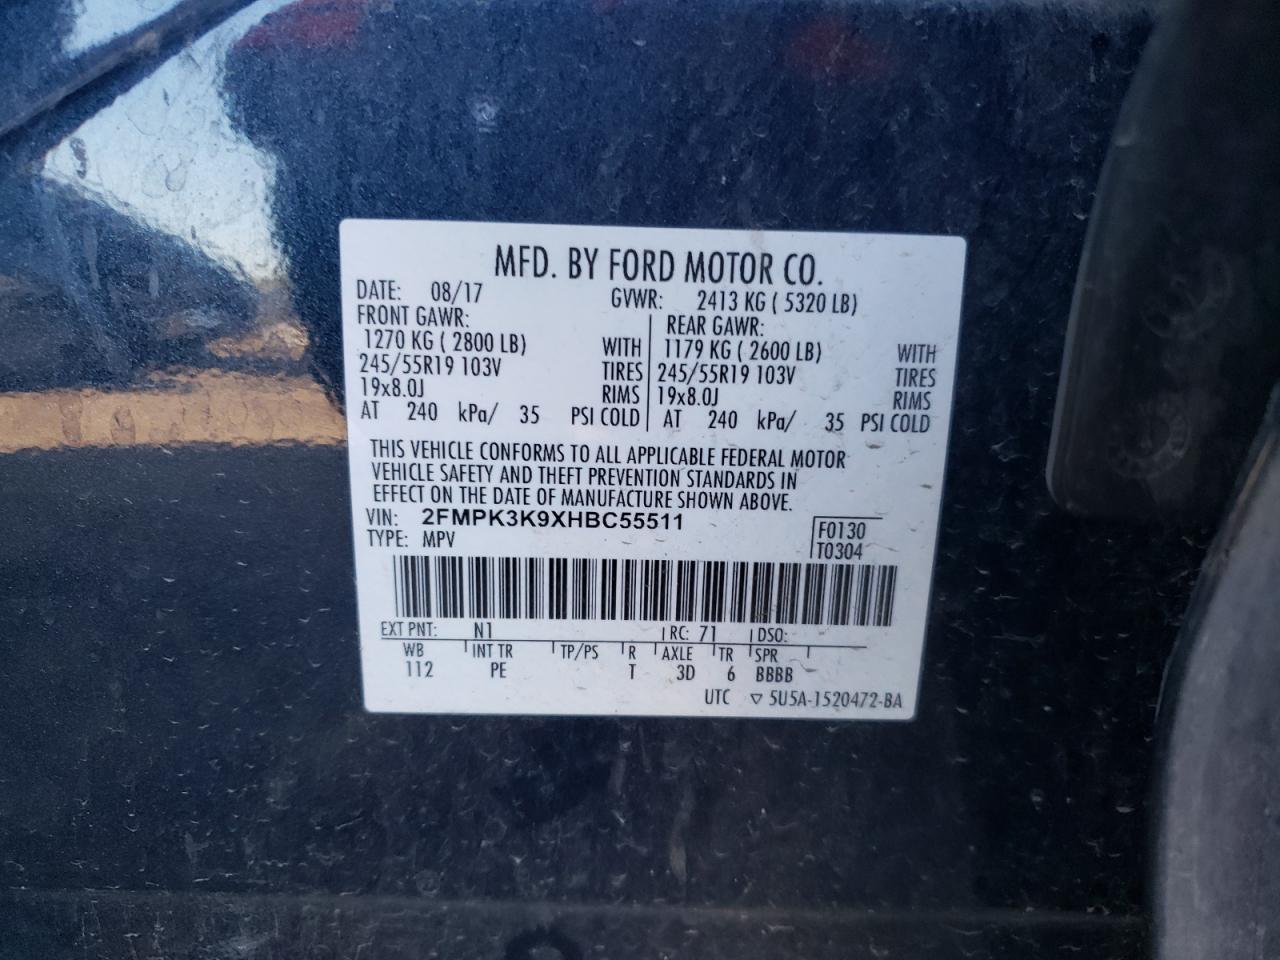 MFD. BY FORD MOTOR CO.
DATE: 08/17 GVWR: 2413 KG ( 5320 LB)
FRONT GAWR: REAR GAWR:
1270 KG ( 2800 LB) WITH 1179 KG ( 2600 LB) WITH
245/55R19 103V TIRES 245/55R19 103V TIRES
19x8.0J RIMS 19x8.0J RIMS
AT 240 kPa/ 35 PSI COLD AT 240 kPa/ 35 PSI COLD
THIS VEHICLE CONFORMS TO ALL APPLICABLE FEDERAL MOTOR
VEHICLE SAFETY AND THEFT PREVENTION STANDARDS IN
EFFECT ON THE DATE OF MANUFACTURE SHOWN ABOVE.
VIN: 2FMPK3K9XHBC55511 F0130
TYPE: MPV T0304
EXT PNT: N1 RC: 71 DSO:
WB INT TR TP/PS R AXLE TR SPR
112 PE T 3D 6 BBBB
UTC ▽ 5U5A-1520472-BA